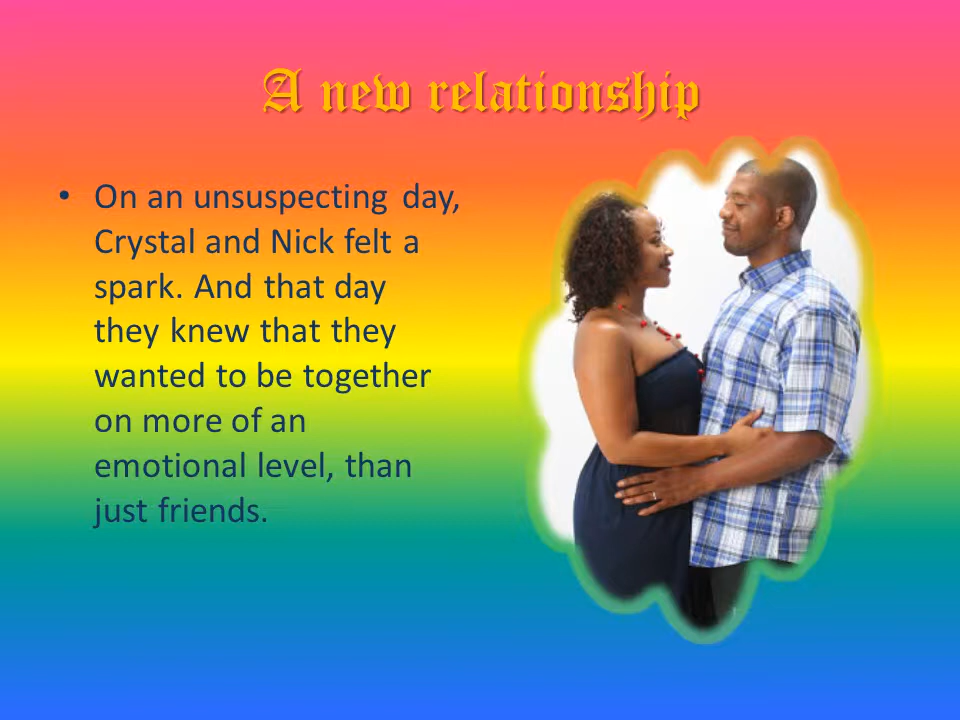 A new relationship
• On an unsuspecting day,
Crystal and Nick felt a
spark. And that day
they knew that they
wanted to be together
on more of an
emotional level, than
just friends.